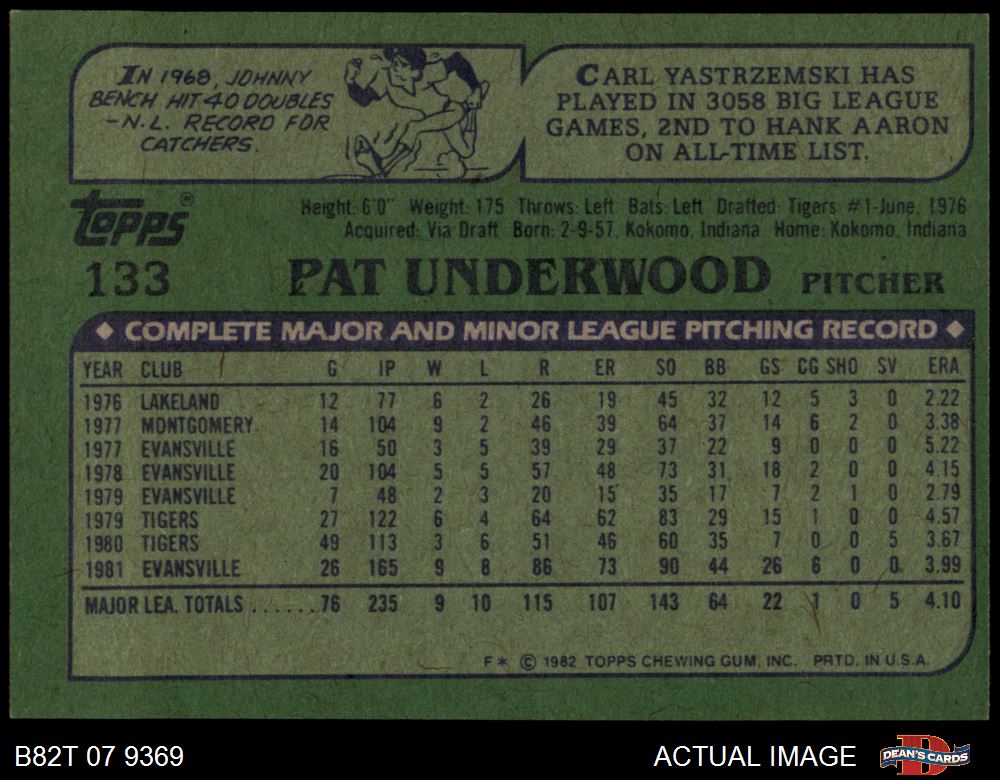 IN 1968, JOHNNY
BENCH HIT 40 DOUBLES
-N.L. RECORD FOR
CATCHERS.
CARL YASTRZEMSKI HAS
PLAYED IN 3058 BIG LEAGUE
GAMES, 2ND TO HANK AARON
ON ALL-TIME LIST.
Topps®
Height: 6'0" Weight: 175 Throws: Left Bats: Left Drafted: Tigers #1-June, 1976
Acquired: Via Draft Born: 2-9-57, Kokomo, Indiana Home: Kokomo, Indiana
133 PAT UNDERWOOD PITCHER
◆ COMPLETE MAJOR AND MINOR LEAGUE PITCHING RECORD ◆
YEAR CLUB G IP W L R ER SO BB GS CG SHO SV ERA
1976 LAKELAND 12 77 6 2 26 19 45 32 12 5 3 0 2.22
1977 MONTGOMERY 14 104 9 2 46 39 64 37 14 6 2 0 3.38
1977 EVANSVILLE 16 50 3 5 39 29 37 22 9 0 0 0 5.22
1978 EVANSVILLE 20 104 5 5 57 48 73 31 18 2 0 0 4.15
1979 EVANSVILLE 7 48 2 3 20 15 35 17 7 2 1 0 2.79
1979 TIGERS 27 122 6 4 64 62 83 29 15 1 0 0 4.57
1980 TIGERS 49 113 3 6 51 46 60 35 7 0 0 5 3.67
1981 EVANSVILLE 26 165 9 8 86 73 90 44 26 6 0 0 3.99
MAJOR LEA. TOTALS ......76 235 9 10 115 107 143 64 22 1 0 5 4.10
F* © 1982 TOPPS CHEWING GUM, INC. PRTD. IN U.S.A.
B82T 07 9369 ACTUAL IMAGE DEAN'S CARDS